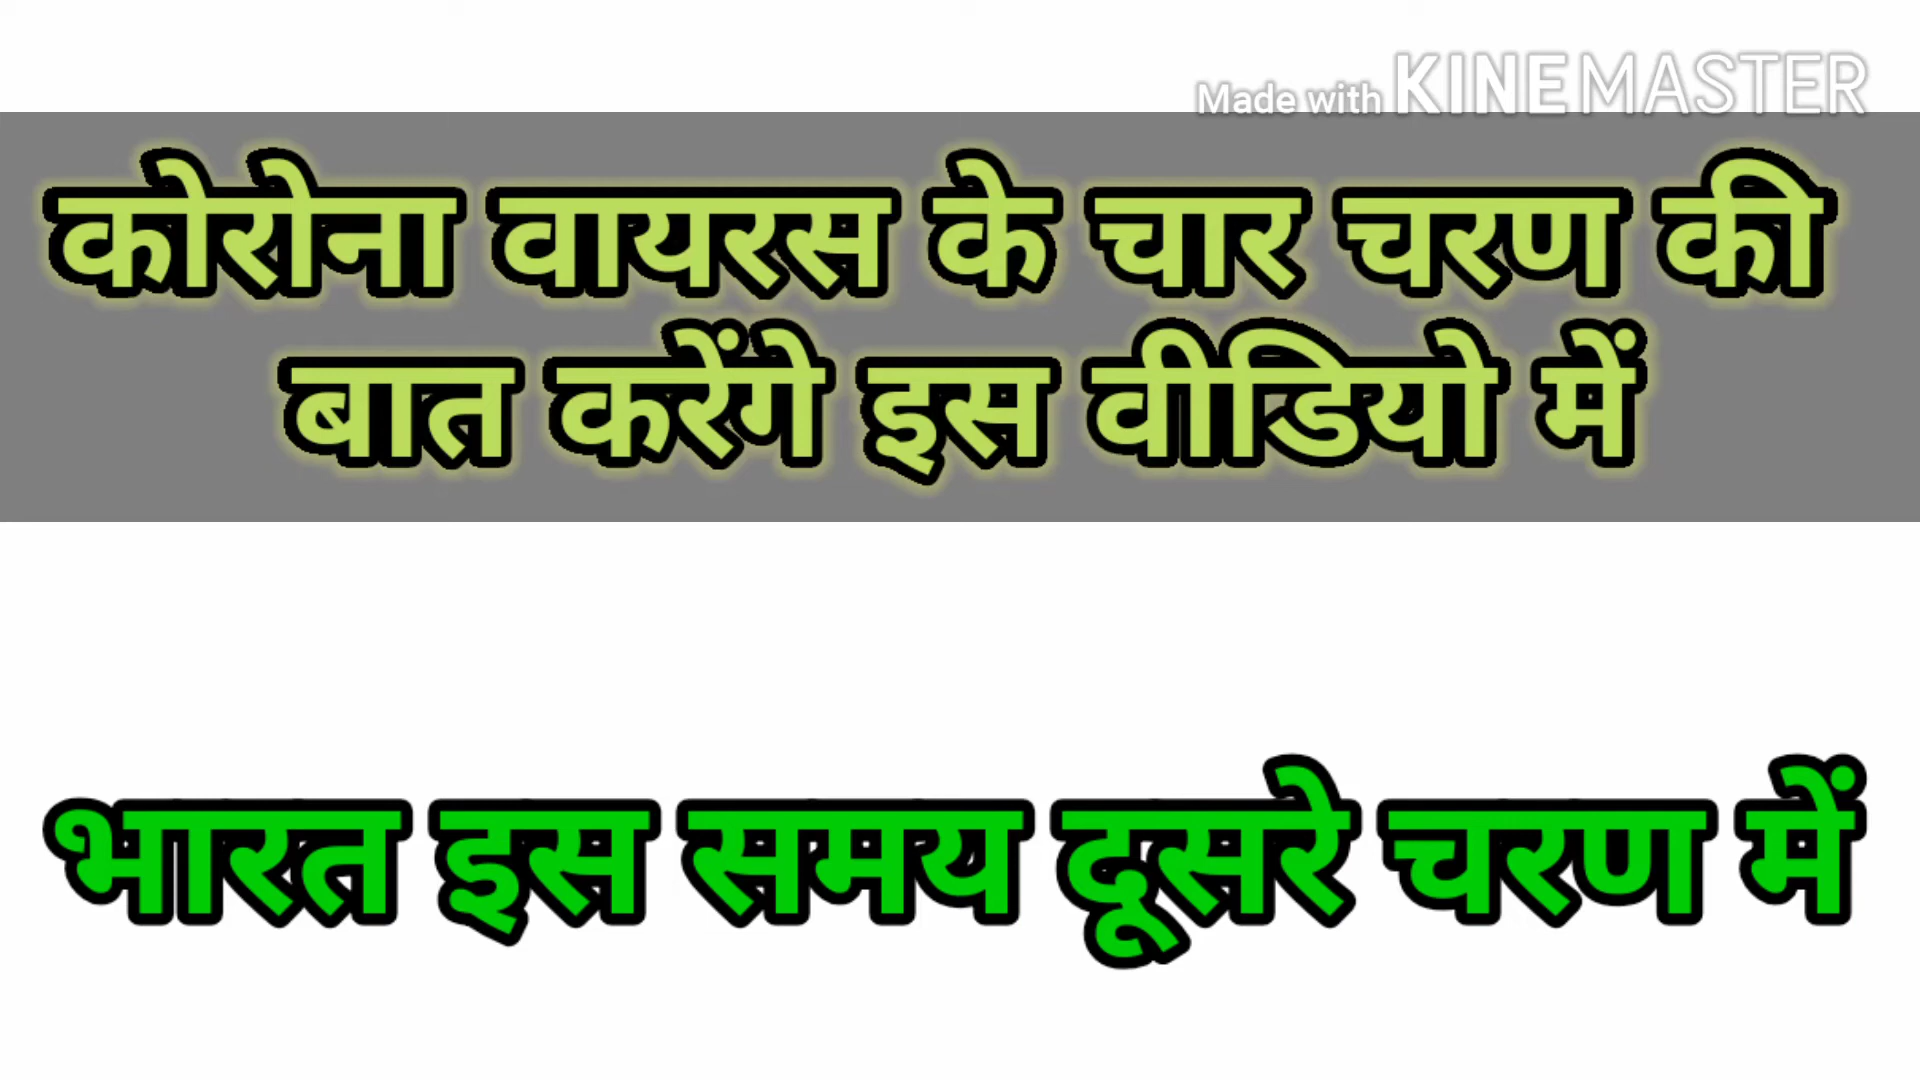 Made with KINEMASTER
कोरोना वायरस के चार चरण की
बात करेंगे इस वीडियो में
भारत इस समय दूसरे चरण में